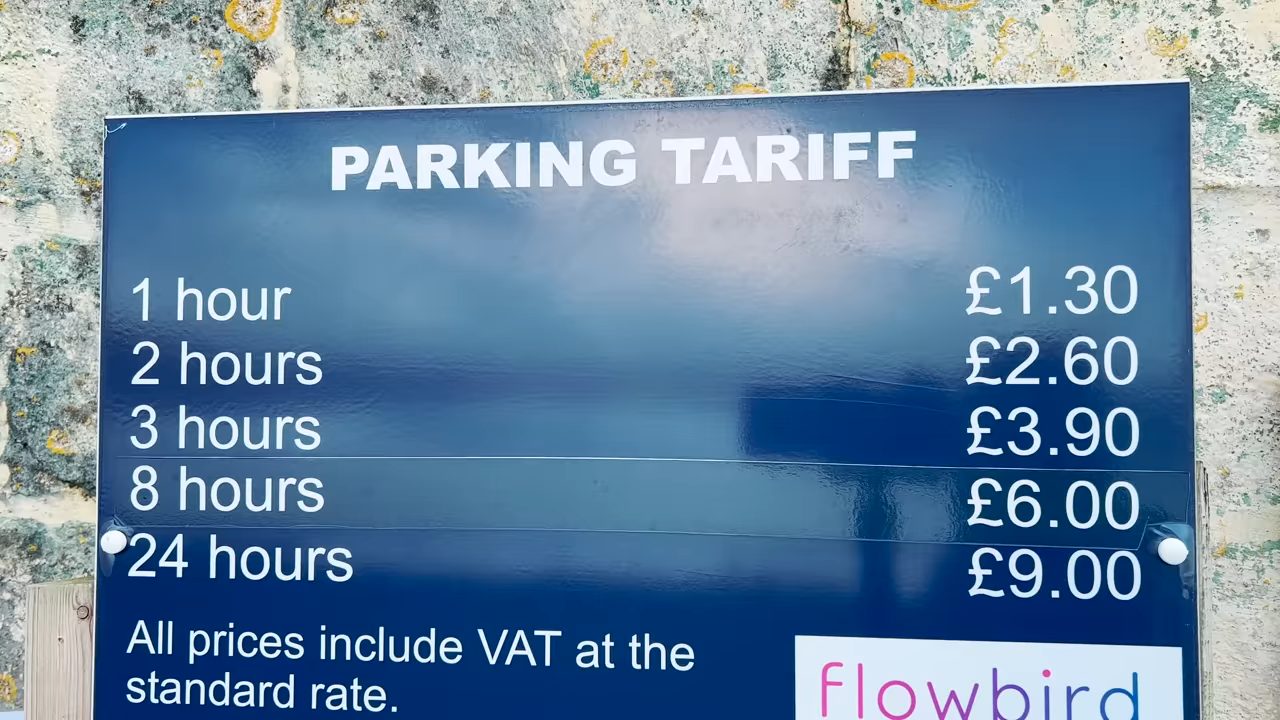 PARKING TARIFF
1 hour £1.30
2 hours £2.60
3 hours £3.90
8 hours £6.00
24 hours £9.00
All prices include VAT at the
standard rate.
flowbird